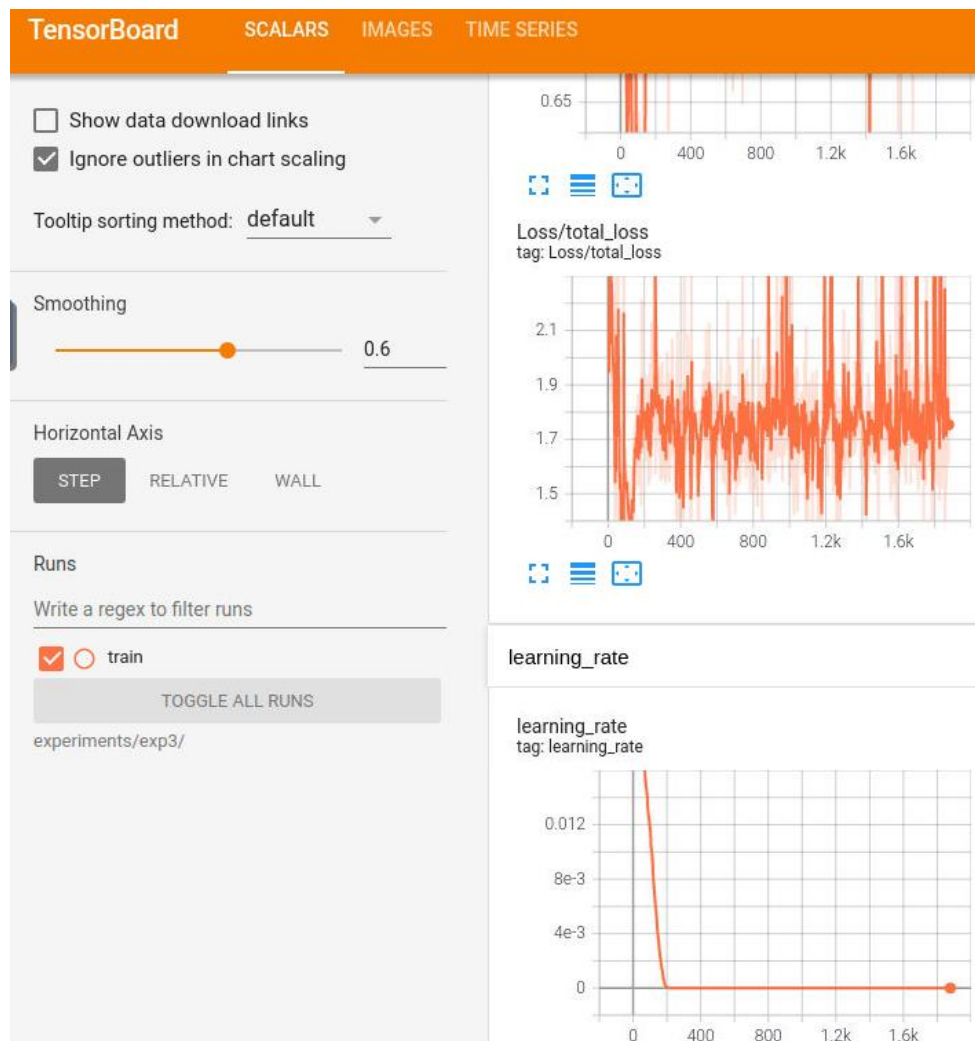 TensorBoard SCALARS IMAGES TIME SERIES
Show data download links
Ignore outliers in chart scaling
Tooltip sorting method: default
Smoothing
0.6
Horizontal Axis
STEP RELATIVE WALL
Runs
Write a regex to filter runs
train
TOGGLE ALL RUNS
experiments/exp3/
0.65
0 400 800 1.2k 1.6k
Loss/total_loss
tag: Loss/total_loss
2.1
1.9
1.7
1.5
0 400 800 1.2k 1.6k
learning_rate
learning_rate
tag: learning_rate
0.012
8e-3
4e-3
0
0 400 800 1.2k 1.6k